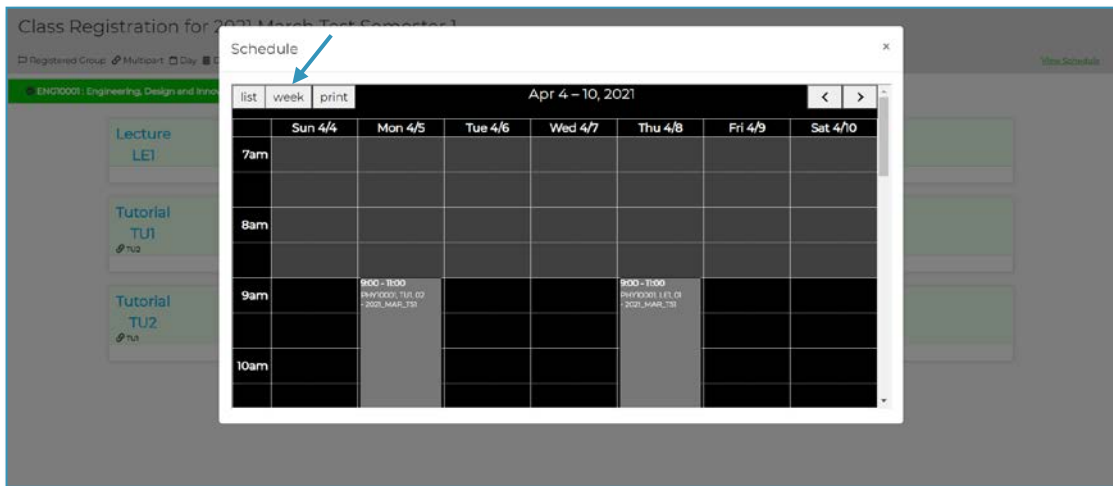 Class Registration for 2021 March Test Semester 1
Registered Group Multipart Day
View Schedule
ENG10001 : Engineering, Design and Innov
Lecture
LE1
Tutorial
TU1
TU2
Tutorial
TU2
TU1
Schedule
×
list week print
Apr 4 – 10, 2021
< >
Sun 4/4 Mon 4/5 Tue 4/6 Wed 4/7 Thu 4/8 Fri 4/9 Sat 4/10
7am
8am
9am
9:00 - 11:00
PHY10001, TU1, 02
- 2021_MAR_TS1
9:00 - 11:00
PHY10001, LE1, 01
- 2021_MAR_TS1
10am